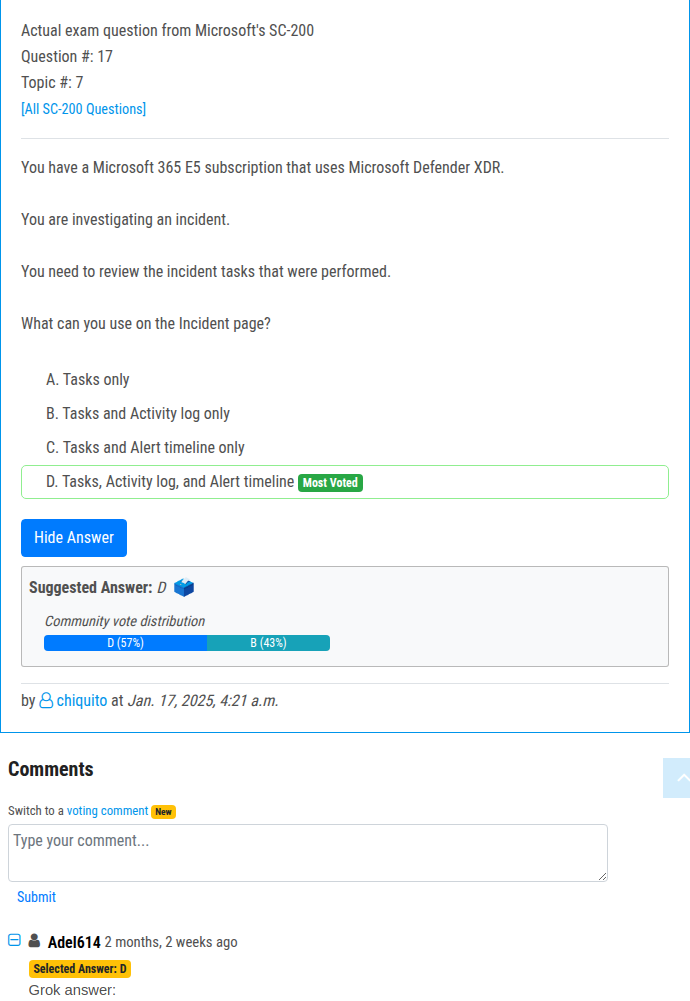 Actual exam question from Microsoft's SC-200
Question #: 17
Topic #: 7
[All SC-200 Questions]
You have a Microsoft 365 E5 subscription that uses Microsoft Defender XDR.
You are investigating an incident.
You need to review the incident tasks that were performed.
What can you use on the Incident page?
A. Tasks only
B. Tasks and Activity log only
C. Tasks and Alert timeline only
D. Tasks, Activity log, and Alert timeline Most Voted
Hide Answer
Suggested Answer: D
Community vote distribution
D (57%) B (43%)
by chiquito at Jan. 17, 2025, 4:21 a.m.
Comments
Switch to a voting comment New
Type your comment...
Submit
Adel614 2 months, 2 weeks ago
Selected Answer: D
Grok answer: